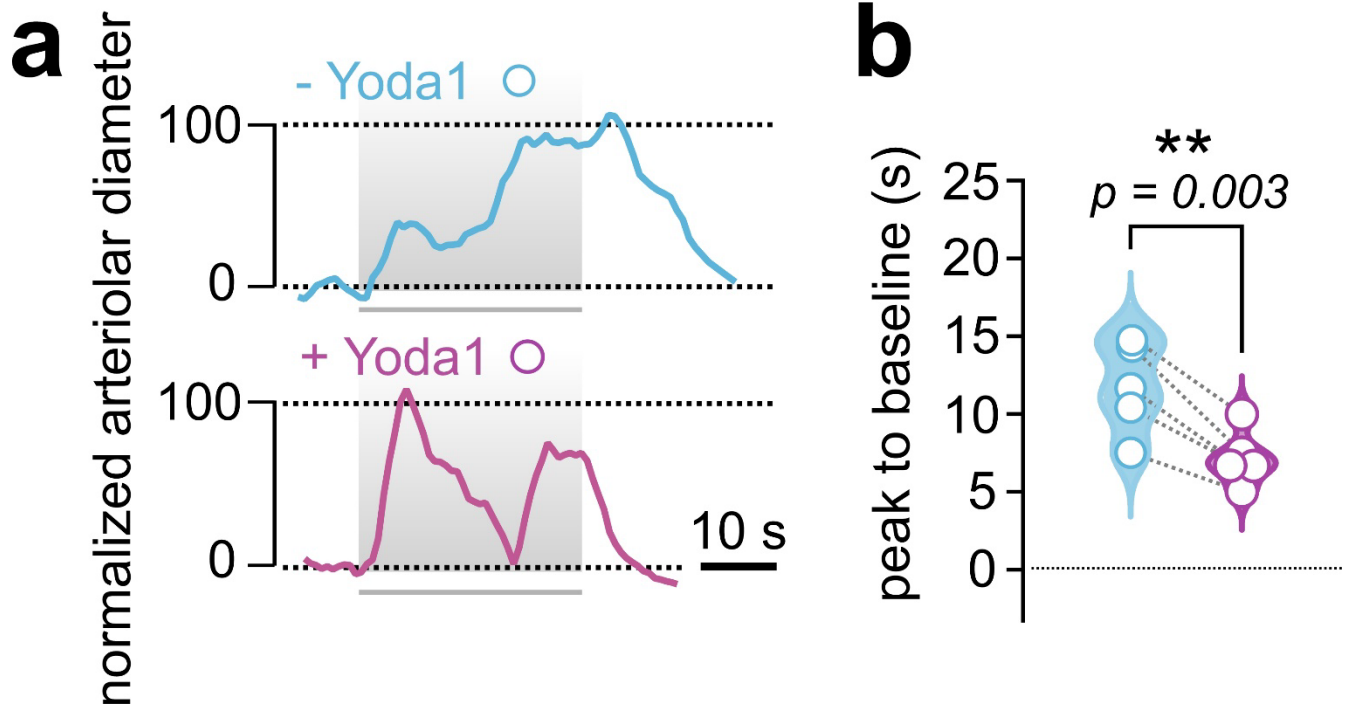 a
normalized arteriolar diameter
- Yoda1
100
0
+ Yoda1
100
0
10 s
b
peak to baseline (s)
25
20
15
10
5
0
**
p = 0.003